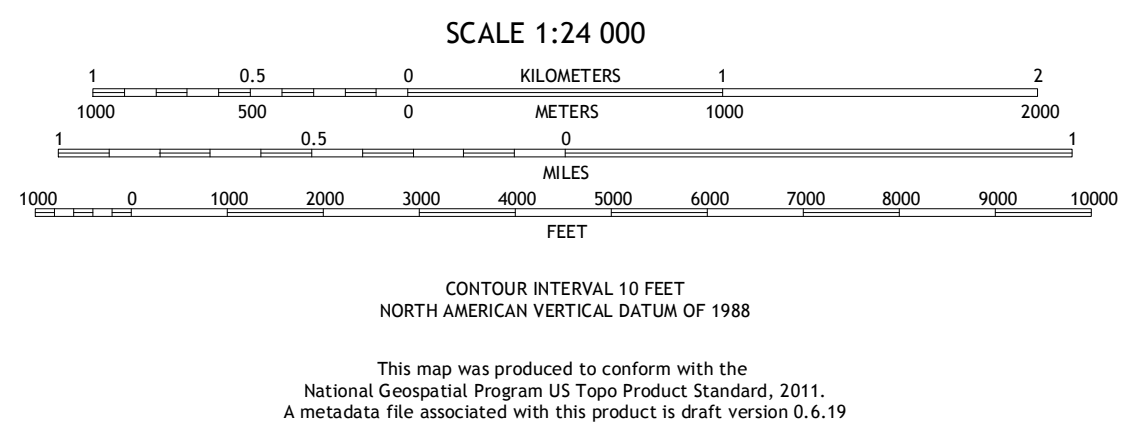 SCALE 1:24 000
1 0.5 0 KILOMETERS 1 2
1000 500 0 METERS 1000 2000
1 0.5 0 1
MILES
1000 0 1000 2000 3000 4000 5000 6000 7000 8000 9000 10000
FEET
CONTOUR INTERVAL 10 FEET
NORTH AMERICAN VERTICAL DATUM OF 1988
This map was produced to conform with the
National Geospatial Program US Topo Product Standard, 2011.
A metadata file associated with this product is draft version 0.6.19